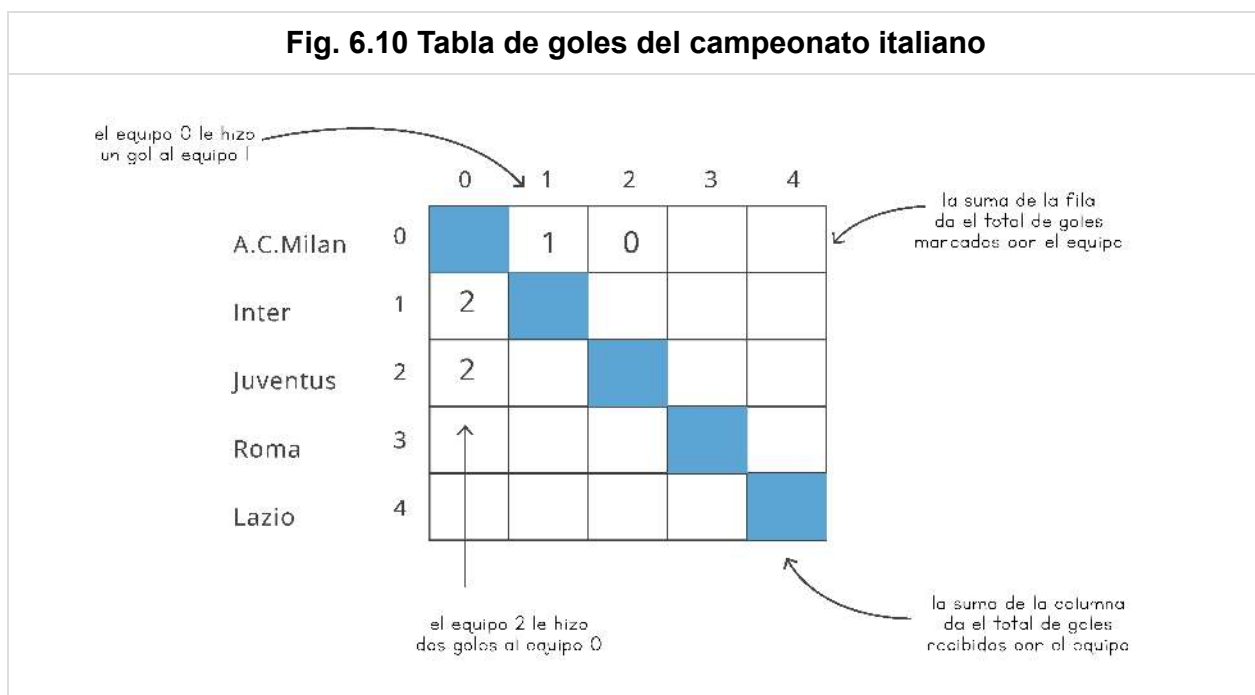 Fig. 6.10 Tabla de goles del campeonato italiano
el equipo 0 le hizo
un gol al equipo 1
0 1 2 3 4
la suma de la fila
da el total de goles
marcados por el equipo
A.C.Milan 0 1 0
Inter 1 2
Juventus 2 2
Roma 3
Lazio 4
el equipo 2 le hizo
dos goles al equipo 0
la suma de la columna
da el total de goles
recibidos por el equipo